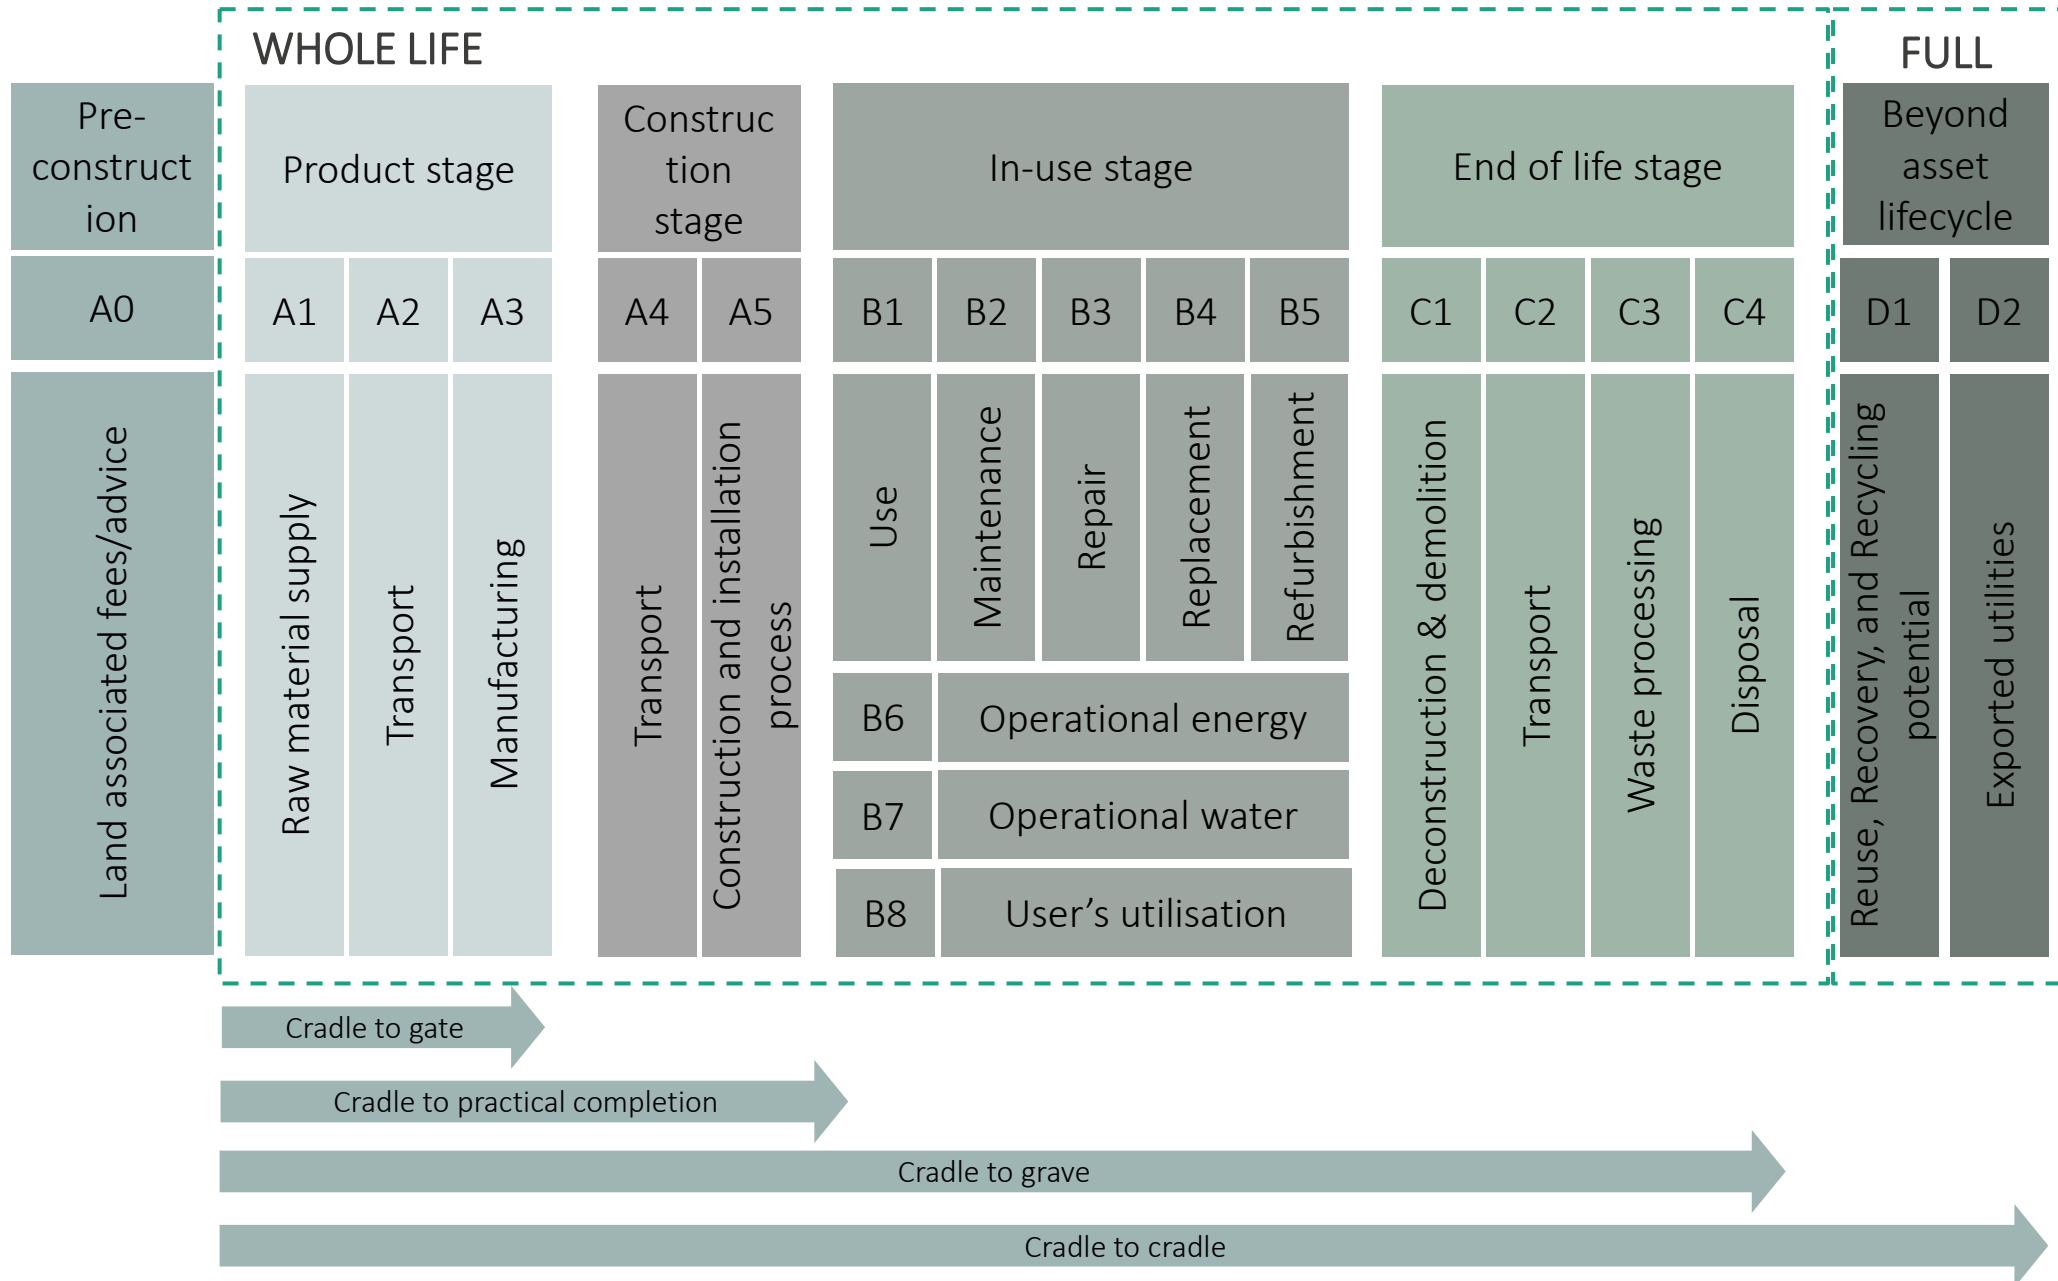 WHOLE LIFE
FULL
Pre-
construct
ion
Product stage
Construc
tion
stage
In-use stage
End of life stage
Beyond
asset
lifecycle
A0
A1
A2
A3
A4
A5
B1
B2
B3
B4
B5
C1
C2
C3
C4
D1
D2
Land associated fees/advice
Raw material supply
Transport
Manufacturing
Transport
Construction and installation
process
Use
Maintenance
Repair
Replacement
Refurbishment
B6
Operational energy
B7
Operational water
B8
User’s utilisation
Deconstruction & demolition
Transport
Waste processing
Disposal
Reuse, Recovery, and Recycling
potential
Exported utilities
Cradle to gate
Cradle to practical completion
Cradle to grave
Cradle to cradle